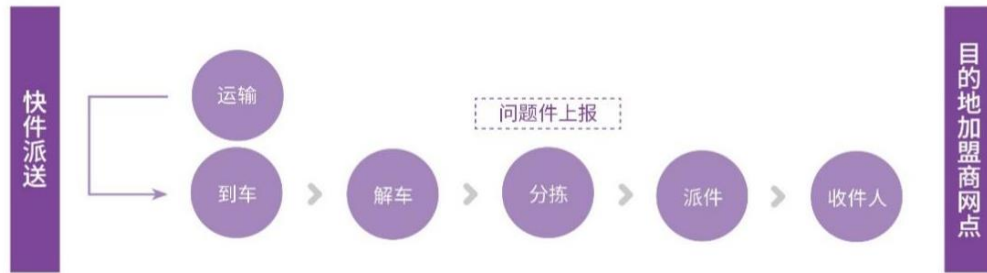 快件派送
运输
问题件上报
到车
解车
分拣
派件
收件人
目的地加盟商网点